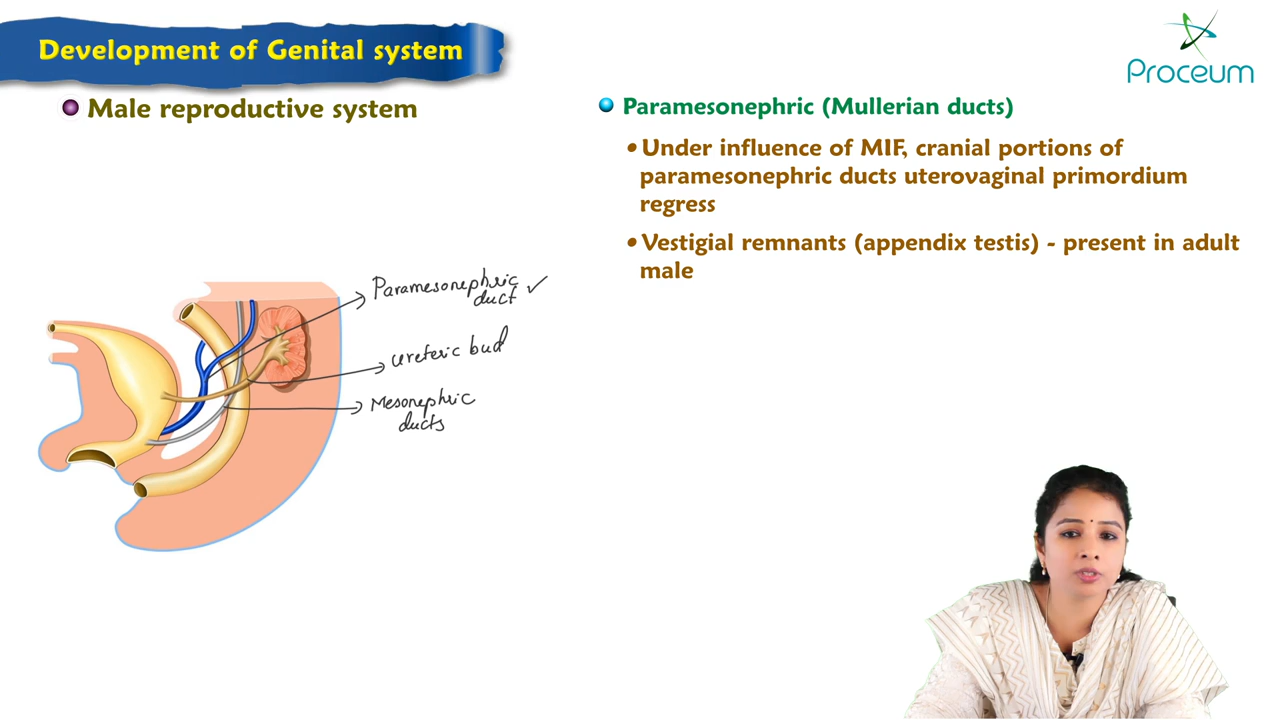 Development of Genital system
Proceum
Male reproductive system
Paramesonephric (Mullerian ducts)
Under influence of MIF, cranial portions of
paramesonephric ducts uterovaginal primordium
regress
Vestigial remnants (appendix testis) - present in adult
male
Paramesonephric
duct ✓
ureteric bud
Mesonephric
ducts